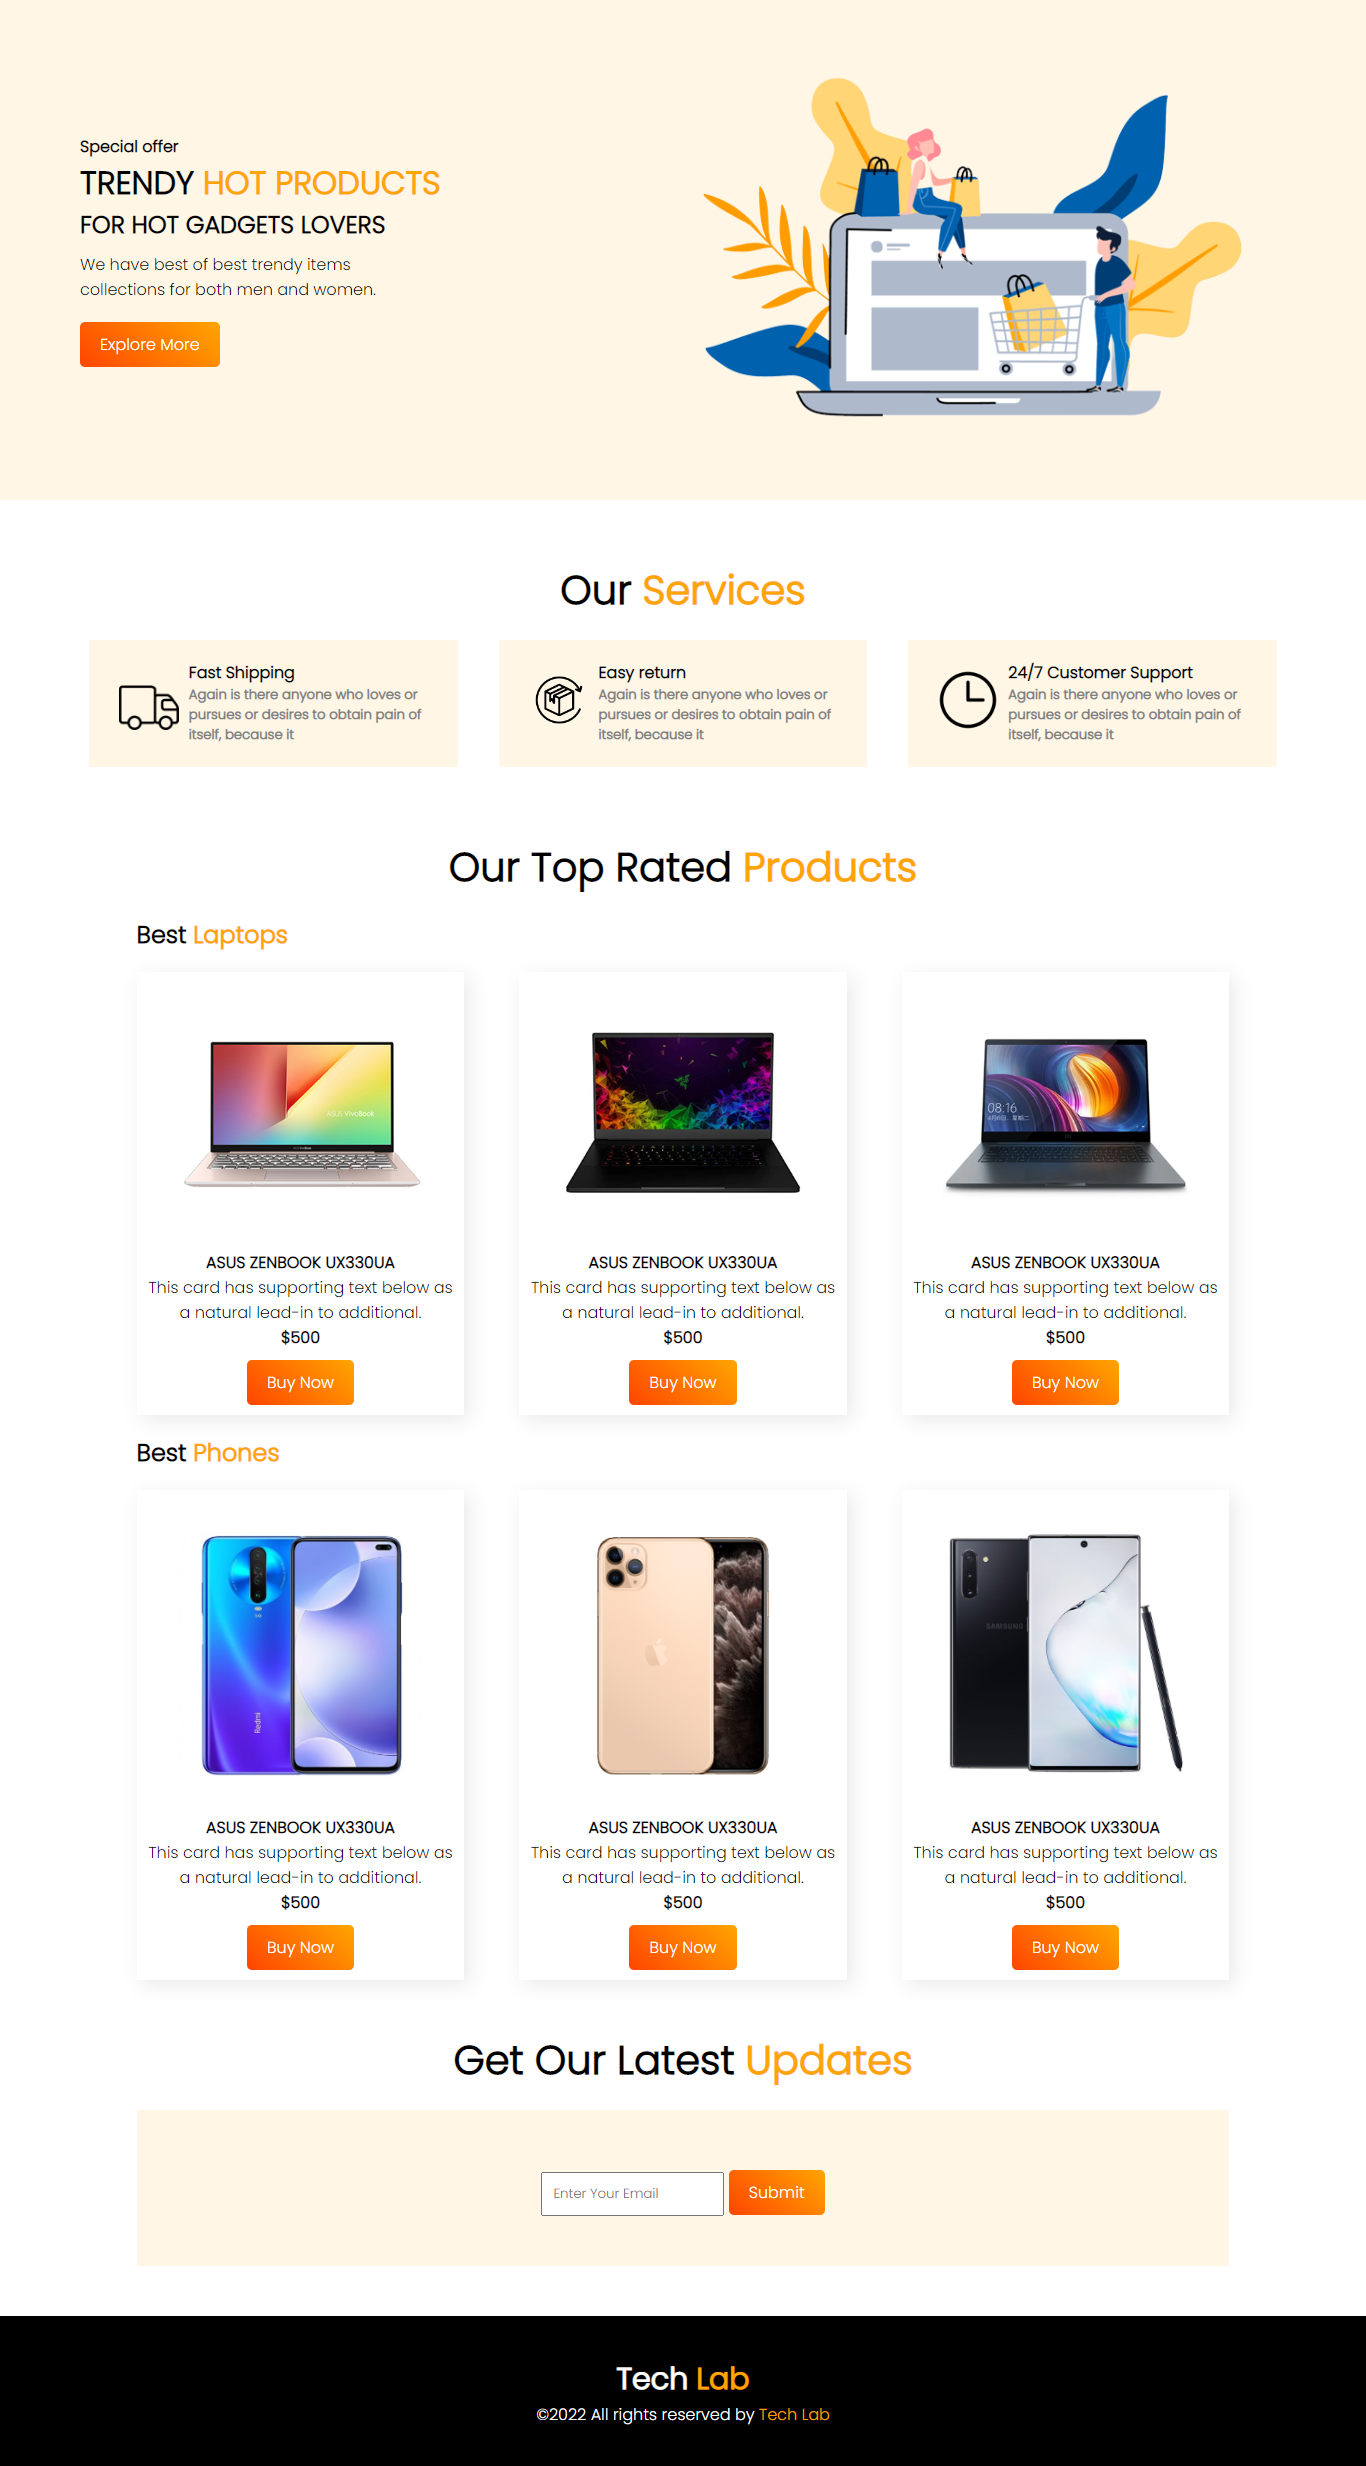 Special offer
TRENDY HOT PRODUCTS
FOR HOT GADGETS LOVERS
We have best of best trendy items
collections for both men and women.
Explore More
Our Services
Fast Shipping
Again is there anyone who loves or
pursues or desires to obtain pain of
itself, because it
Easy return
Again is there anyone who loves or
pursues or desires to obtain pain of
itself, because it
24/7 Customer Support
Again is there anyone who loves or
pursues or desires to obtain pain of
itself, because it
Our Top Rated Products
Best Laptops
ASUS VivoBook
08:16
ASUS ZENBOOK UX330UA
This card has supporting text below as
a natural lead-in to additional.
$500
Buy Now
ASUS ZENBOOK UX330UA
This card has supporting text below as
a natural lead-in to additional.
$500
Buy Now
ASUS ZENBOOK UX330UA
This card has supporting text below as
a natural lead-in to additional.
$500
Buy Now
Best Phones
Redmi
SAMSUNG
ASUS ZENBOOK UX330UA
This card has supporting text below as
a natural lead-in to additional.
$500
Buy Now
ASUS ZENBOOK UX330UA
This card has supporting text below as
a natural lead-in to additional.
$500
Buy Now
ASUS ZENBOOK UX330UA
This card has supporting text below as
a natural lead-in to additional.
$500
Buy Now
Get Our Latest Updates
Enter Your Email
Submit
Tech Lab
©2022 All rights reserved by Tech Lab